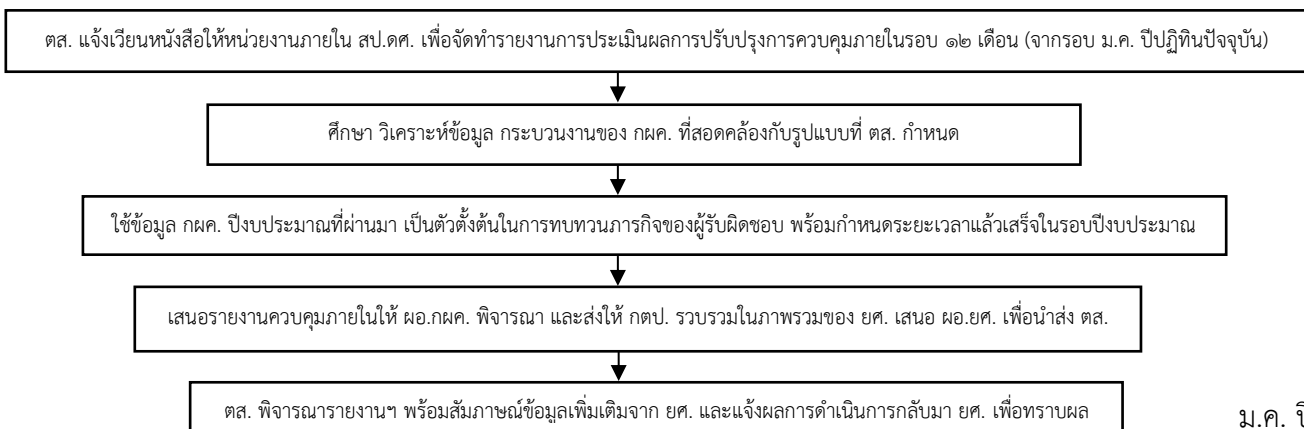 ตส. แจ้งเวียนหนังสือให้หน่วยงานภายใน สป.ดศ. เพื่อจัดทำรายงานการประเมินผลการปรับปรุงการควบคุมภายในรอบ ๑๒ เดือน (จากรอบ ม.ค. ปีปฏิทินปัจจุบัน)
ศึกษา วิเคราะห์ข้อมูล กระบวนงานของ กผค. ที่สอดคล้องกับรูปแบบที่ ตส. กำหนด
ใช้ข้อมูล กผค. ปีงบประมาณที่ผ่านมา เป็นตัวตั้งต้นในการทบทวนภารกิจของผู้รับผิดชอบ พร้อมกำหนดระยะเวลาแล้วเสร็จในรอบปีงบประมาณ
เสนอรายงานควบคุมภายในให้ ผอ.กผค. พิจารณา และส่งให้ กตป. รวบรวมในภาพรวมของ ยศ. เสนอ ผอ.ยศ. เพื่อนำส่ง ตส.
ตส. พิจารณารายงานฯ พร้อมสัมภาษณ์ข้อมูลเพิ่มเติมจาก ยศ. และแจ้งผลการดำเนินการกลับมา ยศ. เพื่อทราบผล
ม.ค.